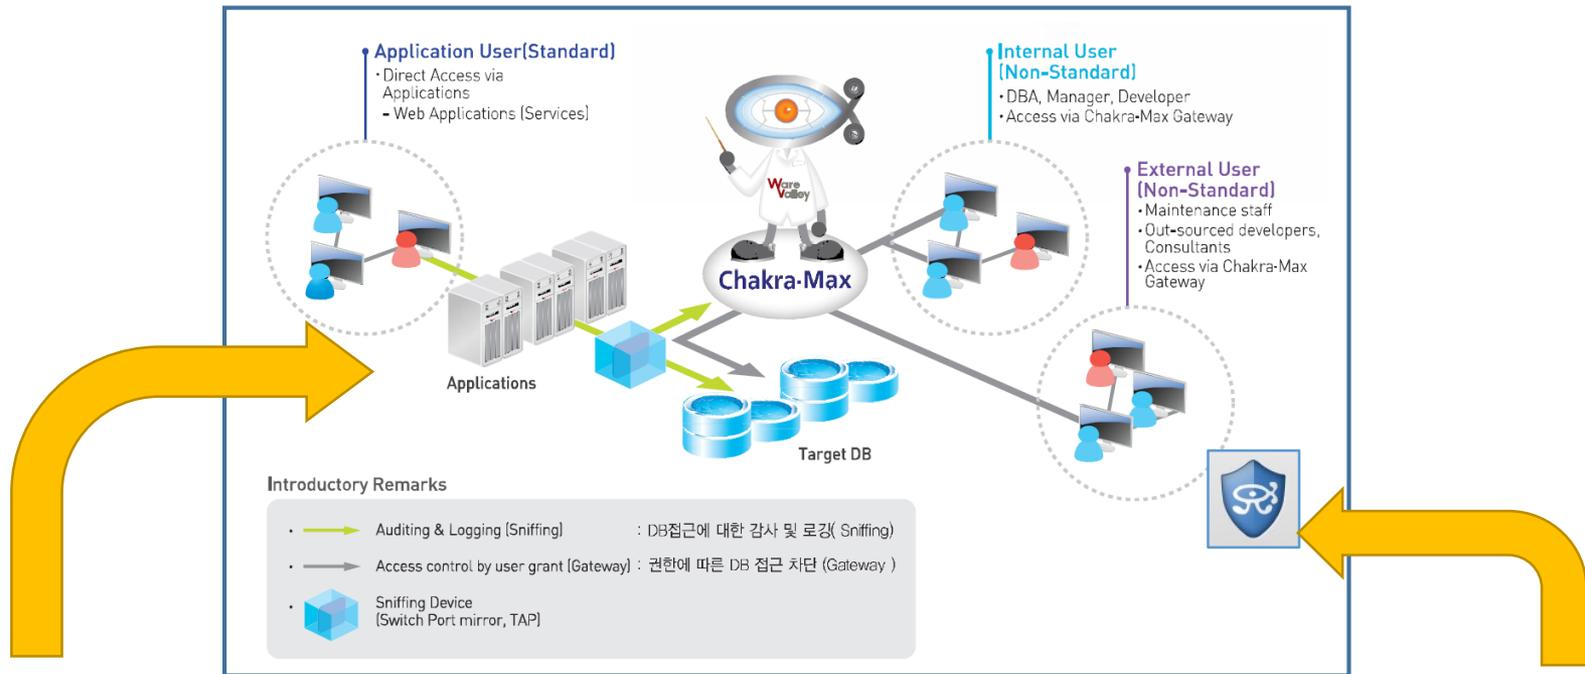 Application User(Standard)
·Direct Access via
Applications
- Web Applications (Services)
Internal User
(Non-Standard)
·DBA, Manager, Developer
·Access via Chakra-Max Gateway
External User
(Non-Standard)
·Maintenance staff
·Out-sourced developers,
Consultants
·Access via Chakra-Max
Gateway
Ware
Valley
Chakra·Max
Applications
Target DB
Introductory Remarks
· Auditing & Logging (Sniffing) : DB접근에 대한 감사 및 로깅( Sniffing)
· Access control by user grant (Gateway) : 권한에 따른 DB 접근 차단 (Gateway )
· Sniffing Device
(Switch Port mirror, TAP)